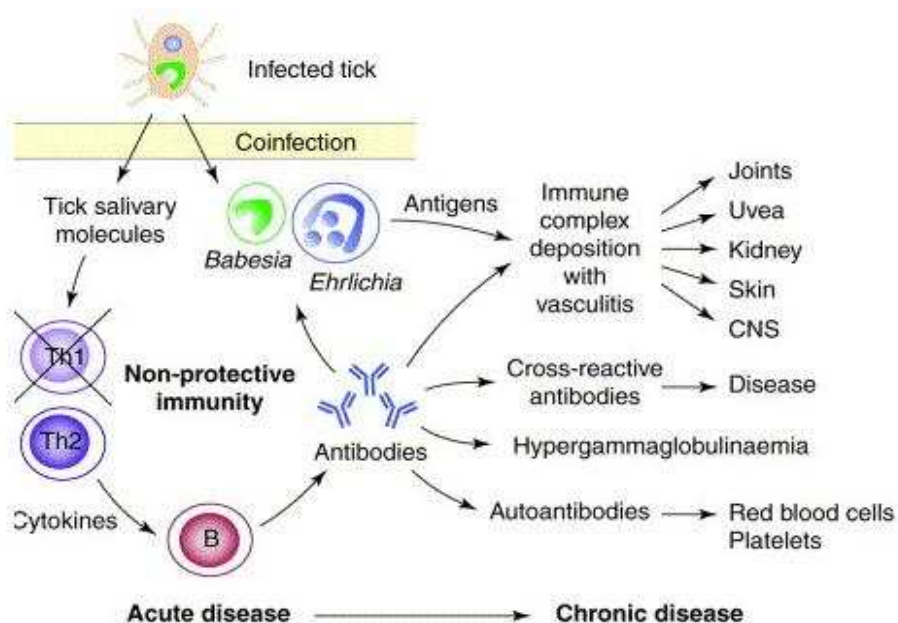 Infected tick
Coinfection
Tick salivary
molecules
Babesia
Ehrlichia
Antigens
Immune
complex
deposition
with
vasculitis
Joints
Uvea
Kidney
Skin
CNS
Th1
Th2
Non-protective
immunity
Cytokines
B
Antibodies
Cross-reactive
antibodies
Disease
Hypergammaglobulinaemia
Autoantibodies
Red blood cells
Platelets
Acute disease
Chronic disease